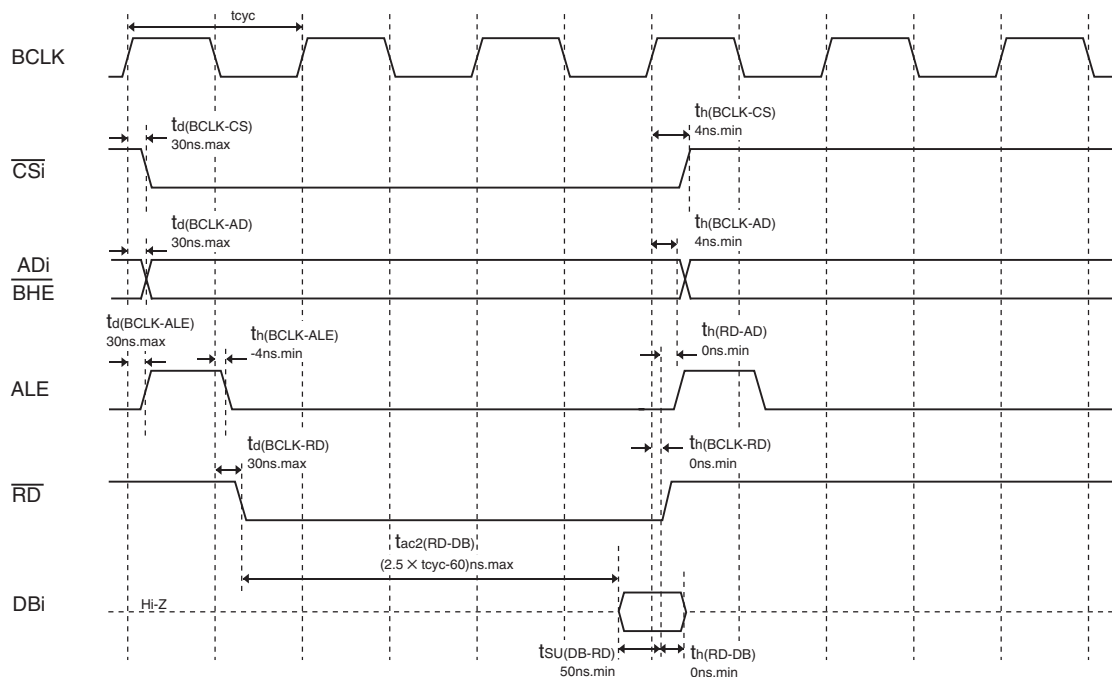 tcyc
BCLK
td(BCLK-CS)
30ns.max
th(BCLK-CS)
4ns.min
CSi
td(BCLK-AD)
30ns.max
th(BCLK-AD)
4ns.min
ADi
BHE
td(BCLK-ALE)
30ns.max
th(BCLK-ALE)
-4ns.min
th(RD-AD)
0ns.min
ALE
td(BCLK-RD)
30ns.max
th(BCLK-RD)
0ns.min
RD
tac2(RD-DB)
(2.5 × tcyc-60)ns.max
DBi
Hi-Z
tSU(DB-RD)
50ns.min
th(RD-DB)
0ns.min